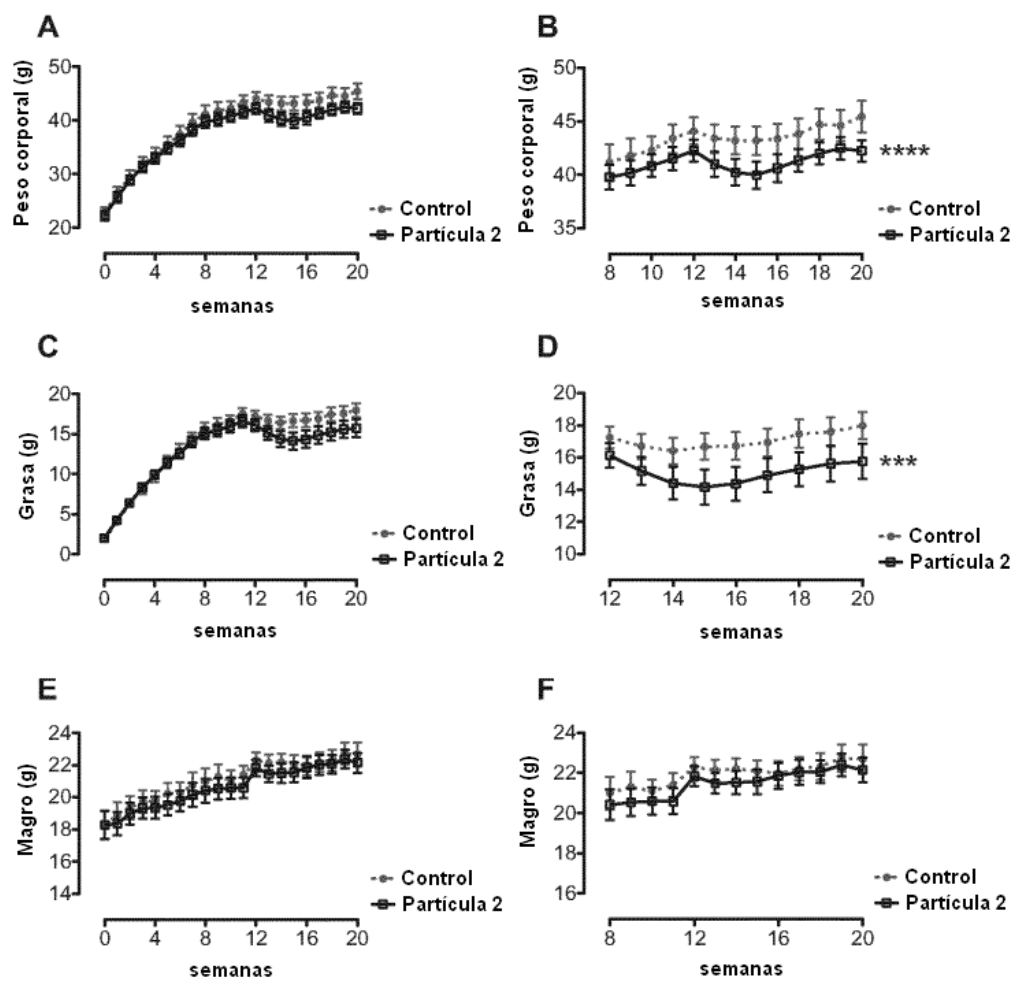 A
Peso corporal (g)
50
40
30
20
Control
Partícula 2
0 4 8 12 16 20
semanas
B
Peso corporal (g)
50
45
40
35
****
Control
Partícula 2
8 10 12 14 16 18 20
semanas
C
Grasa (g)
20
15
10
5
0
Control
Partícula 2
0 4 8 12 16 20
semanas
D
Grasa (g)
20
18
16
14
12
10
***
Control
Partícula 2
12 14 16 18 20
semanas
E
Magro (g)
24
22
20
18
16
14
Control
Partícula 2
0 4 8 12 16 20
semanas
F
Magro (g)
24
22
20
18
16
Control
Partícula 2
8 12 16 20
semanas